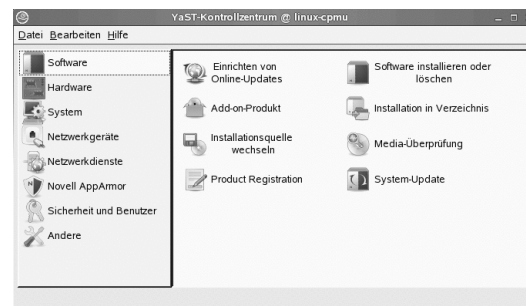 YaST-Kontrollzentrum @ linux-cpmu
Datei Bearbeiten Hilfe
Software
Hardware
System
Netzwerkgeräte
Netzwerkdienste
Novell AppArmor
Sicherheit und Benutzer
Andere
Einrichten von
Online-Updates
Software installieren oder
löschen
Add-on-Produkt
Installation in Verzeichnis
Installationsquelle
wechseln
Media-Überprüfung
Product Registration
System-Update